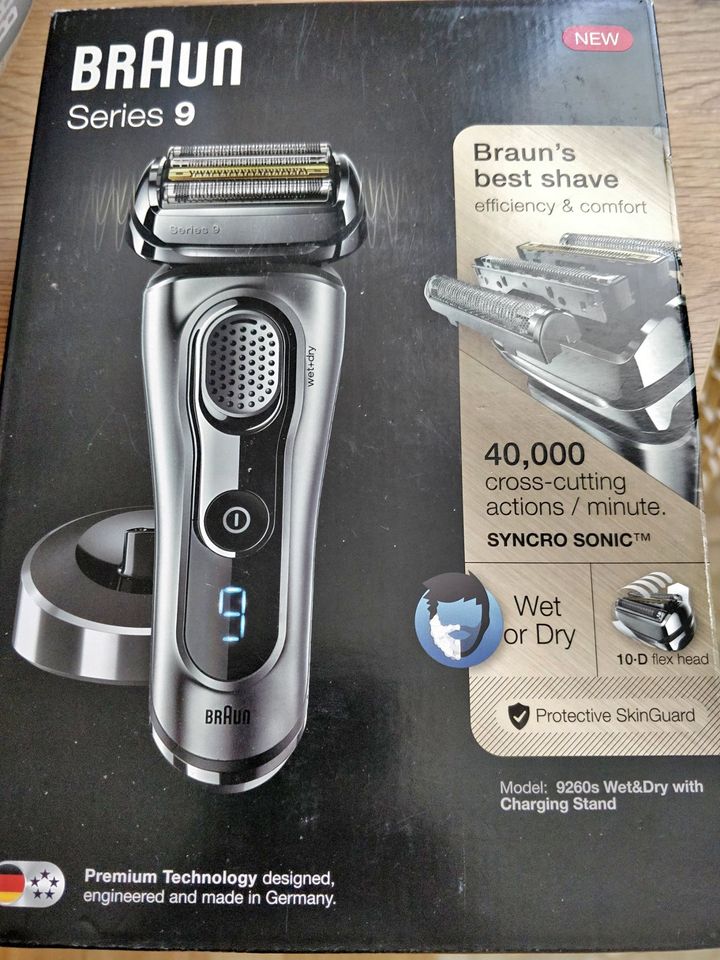 BRAUN
Series 9
NEW
Braun's
best shave
efficiency & comfort
Series 9
wet+dry
40,000
cross-cutting
actions / minute.
SYNCRO SONIC™
9
Wet
or Dry
10-D flex head
BRAUN
Protective SkinGuard
Model: 9260s Wet&Dry with
Charging Stand
Premium Technology designed,
engineered and made in Germany.